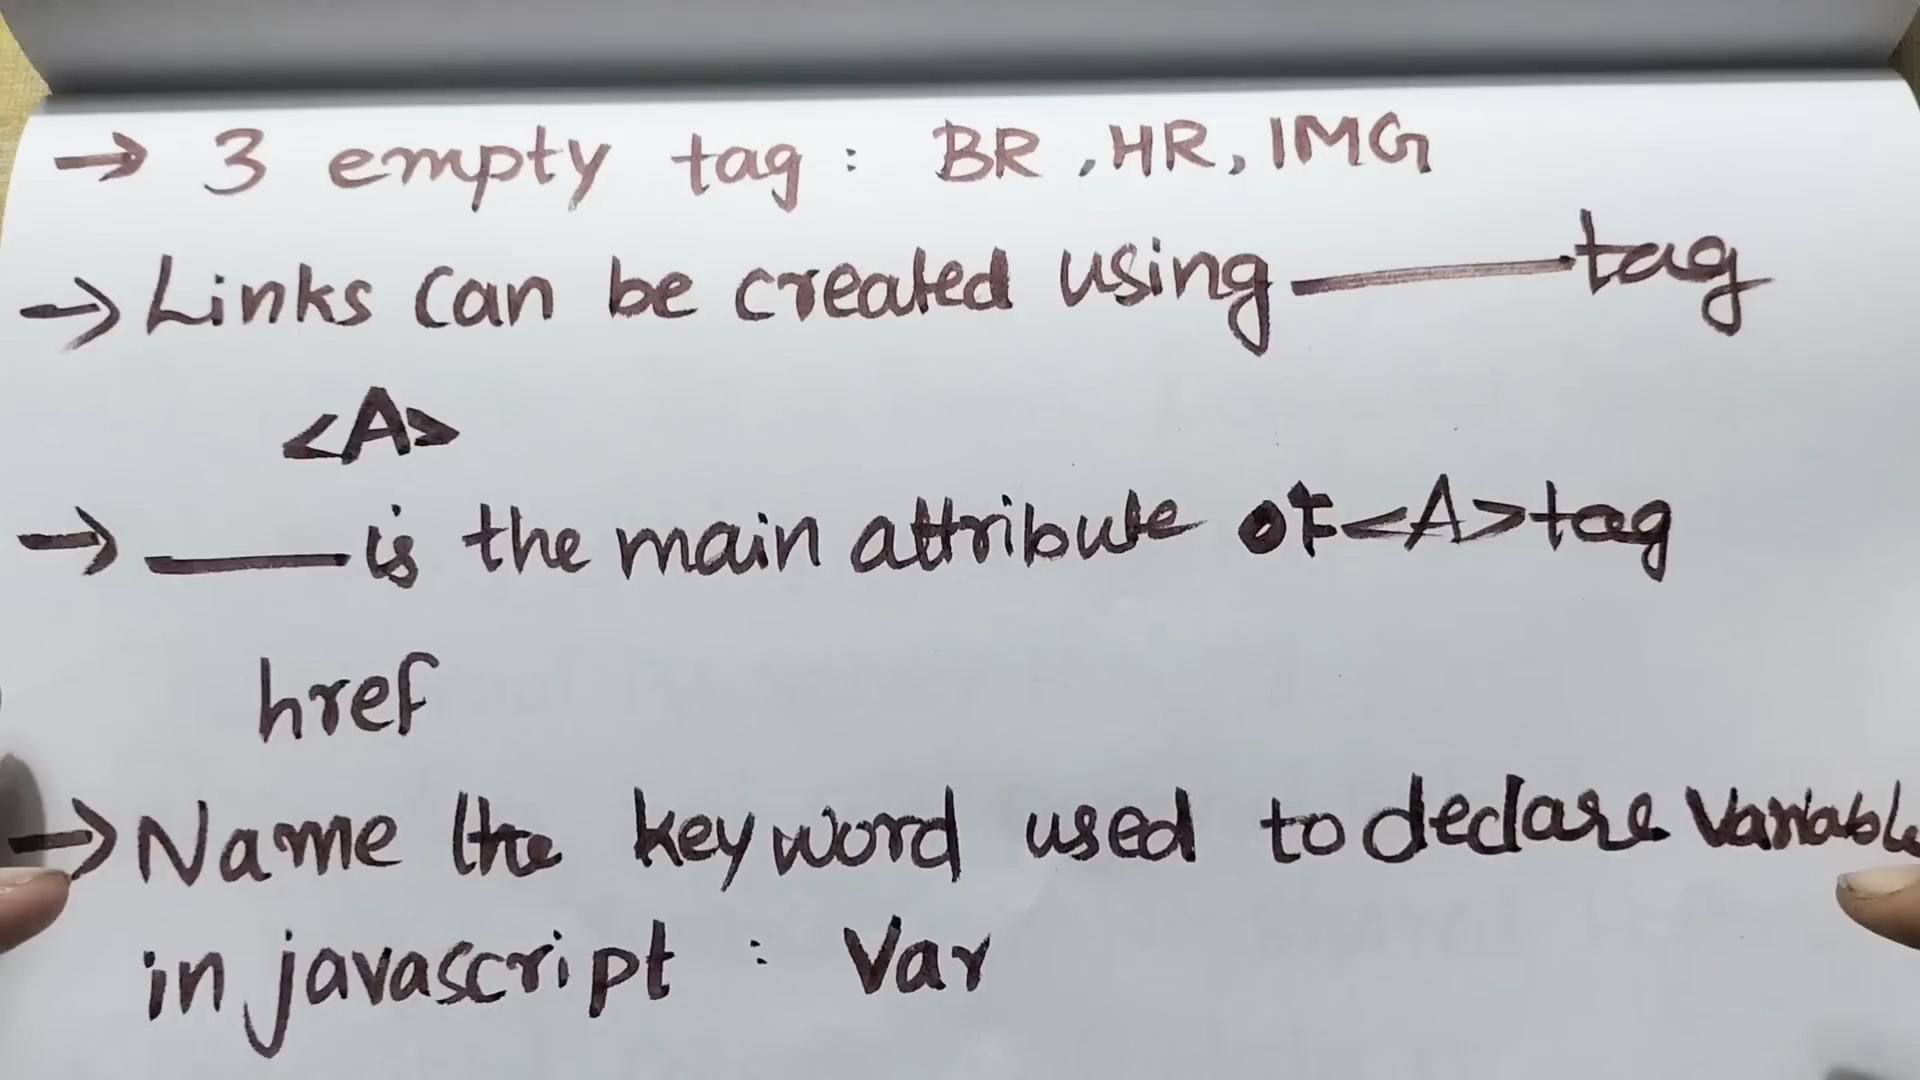 → 3 empty tag : BR , HR, IMG
→ Links can be created using ______ tag
<A>
→ ______ is the main attribute of <A> tag
href
→ Name the keyword used to declare Variable
in javascript : Var